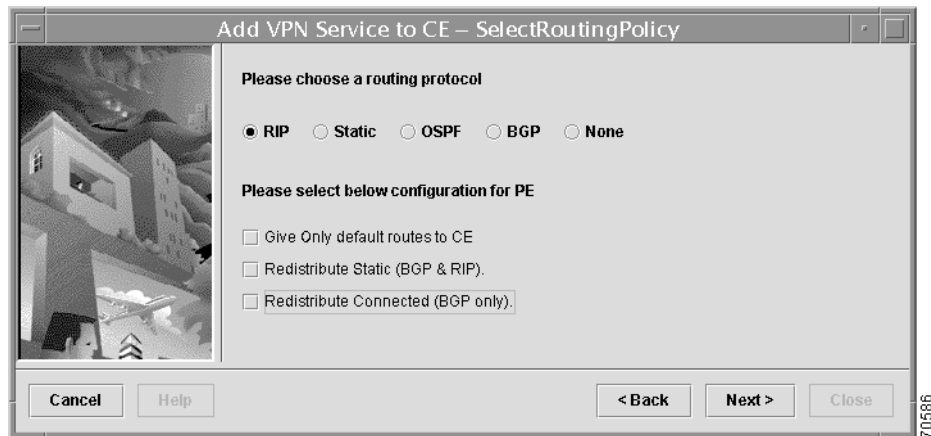 Add VPN Service to CE – SelectRoutingPolicy
Please choose a routing protocol
RIP Static OSPF BGP None
Please select below configuration for PE
Give Only default routes to CE
Redistribute Static (BGP & RIP).
Redistribute Connected (BGP only).
Cancel Help < Back Next > Close
70586